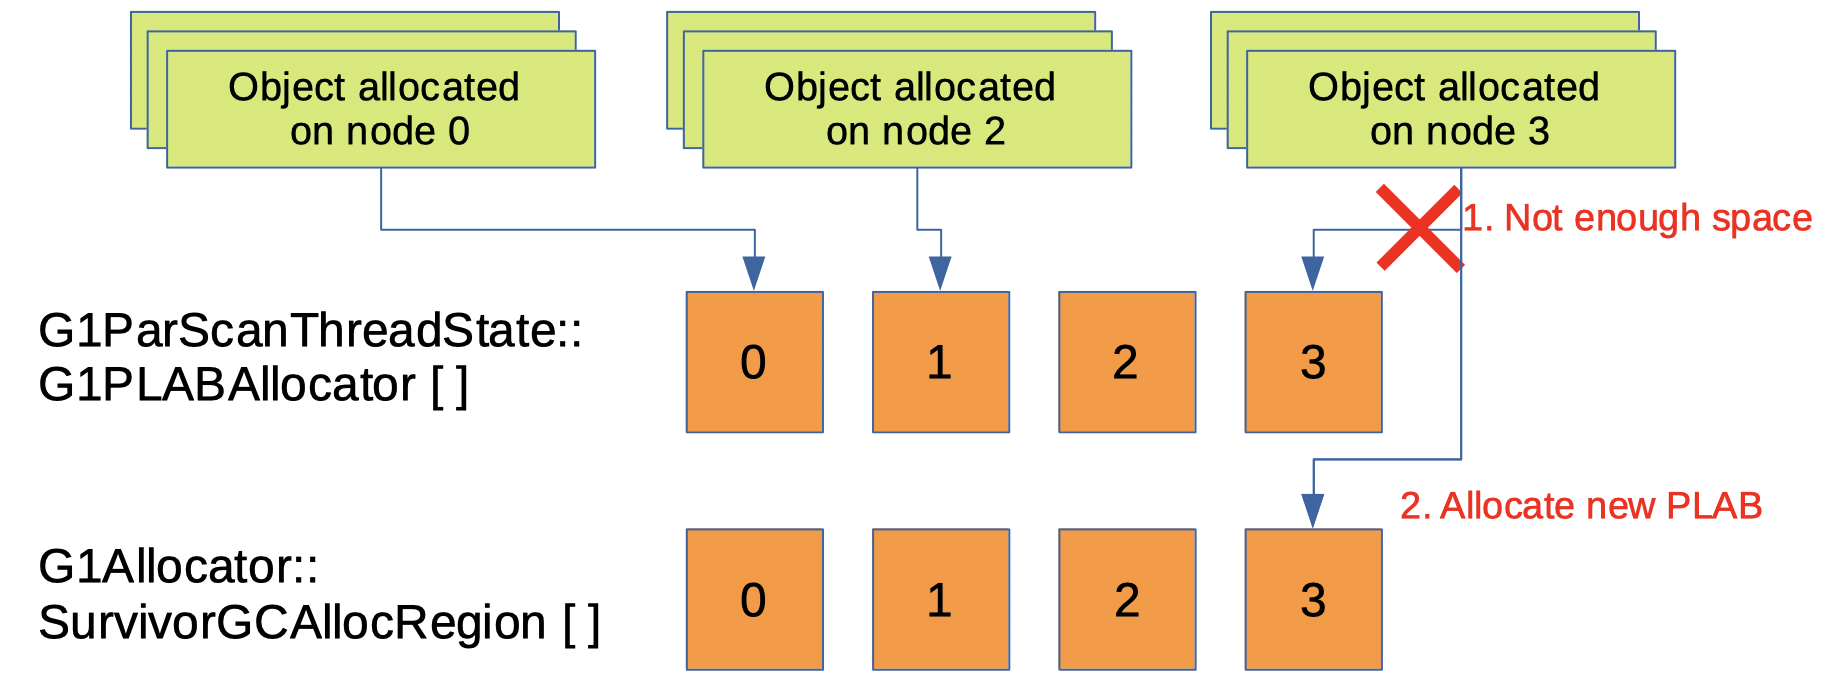 Object allocated
on node 0
Object allocated
on node 2
Object allocated
on node 3
1. Not enough space
G1ParScanThreadState::
G1PLABAllocator [ ]
0
1
2
3
2. Allocate new PLAB
G1Allocator::
SurvivorGCAllocRegion [ ]
0
1
2
3